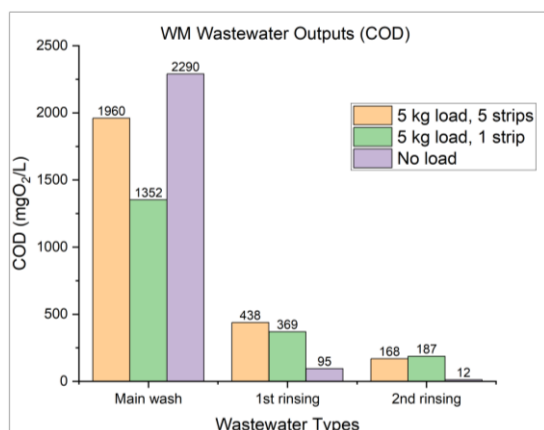 WM Wastewater Outputs (COD)
2500
2000
1500
1000
500
0
COD (mgO₂/L)
1960
1352
2290
438
369
95
168
187
12
5 kg load, 5 strips
5 kg load, 1 strip
No load
Main wash
1st rinsing
2nd rinsing
Wastewater Types